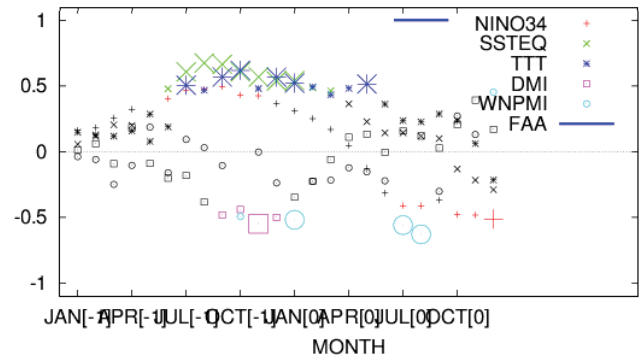 1
0.5
0
-0.5
-1
NINO34
SSTEQ
TTT
DMI
WNPMI
FAA
JAN[-1] APR[-1] JUL[-1] OCT[-1] JAN[0] APR[0] JUL[0] OCT[0]
MONTH